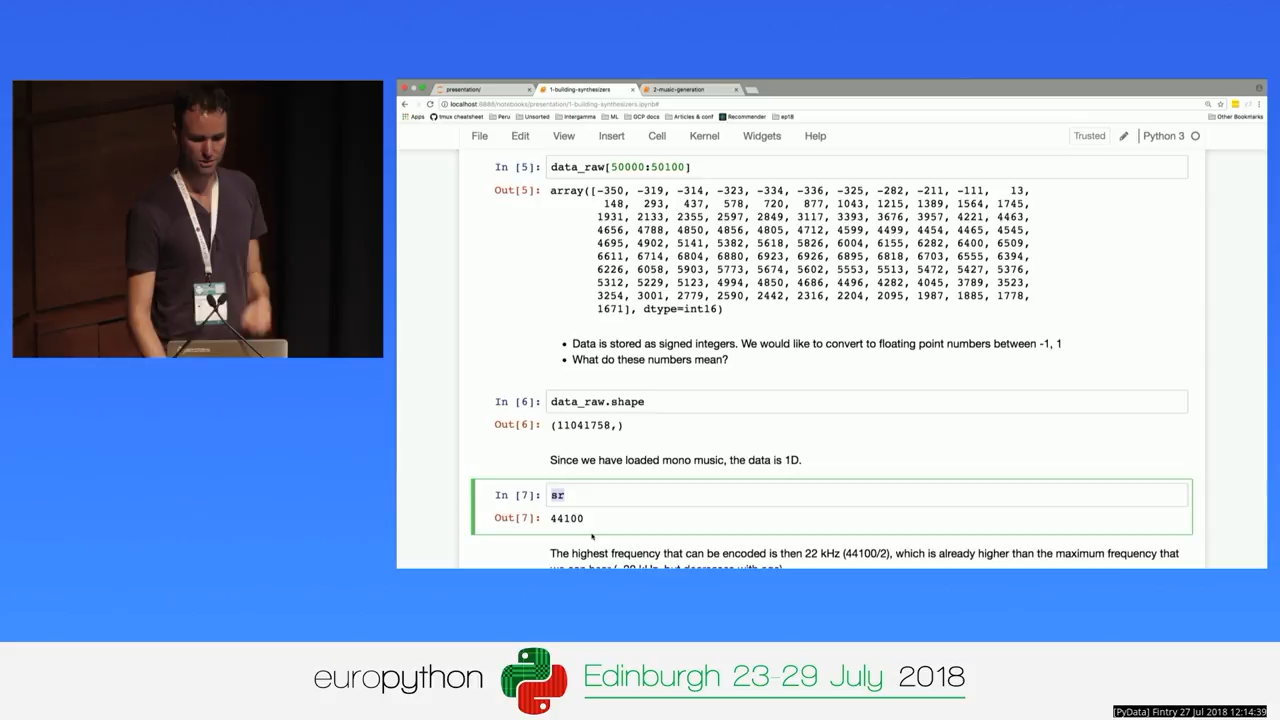 presentation/
1-building-synthesizers
2-music-generation
localhost:8888/notebooks/presentation/1-building-synthesizers.ipynb#
Apps tmux cheatsheet Peru Unsorted Intergamma ML GCP docs Articles & conf Recommender ep18 Other Bookmarks
File Edit View Insert Cell Kernel Widgets Help Trusted Python 3
In [5]: data_raw[50000:50100]
Out[5]: array([-350, -319, -314, -323, -334, -336, -325, -282, -211, -111, 13,
148, 293, 437, 578, 720, 877, 1043, 1215, 1389, 1564, 1745,
1931, 2133, 2355, 2597, 2849, 3117, 3393, 3676, 3957, 4221, 4463,
4656, 4788, 4850, 4856, 4805, 4712, 4599, 4499, 4454, 4465, 4545,
4695, 4902, 5141, 5382, 5618, 5826, 6004, 6155, 6282, 6400, 6509,
6611, 6714, 6804, 6880, 6923, 6926, 6895, 6818, 6703, 6555, 6394,
6226, 6058, 5903, 5773, 5674, 5602, 5553, 5513, 5472, 5427, 5376,
5312, 5229, 5123, 4994, 4850, 4686, 4496, 4282, 4045, 3789, 3523,
3254, 3001, 2779, 2590, 2442, 2316, 2204, 2095, 1987, 1885, 1778,
1671], dtype=int16)
• Data is stored as signed integers. We would like to convert to floating point numbers between -1, 1
• What do these numbers mean?
In [6]: data_raw.shape
Out[6]: (11041758,)
Since we have loaded mono music, the data is 1D.
In [7]: sr
Out[7]: 44100
The highest frequency that can be encoded is then 22 kHz (44100/2), which is already higher than the maximum frequency that
europython Edinburgh 23-29 July 2018
[PyData] Fintry 27 Jul 2018 12:14:39